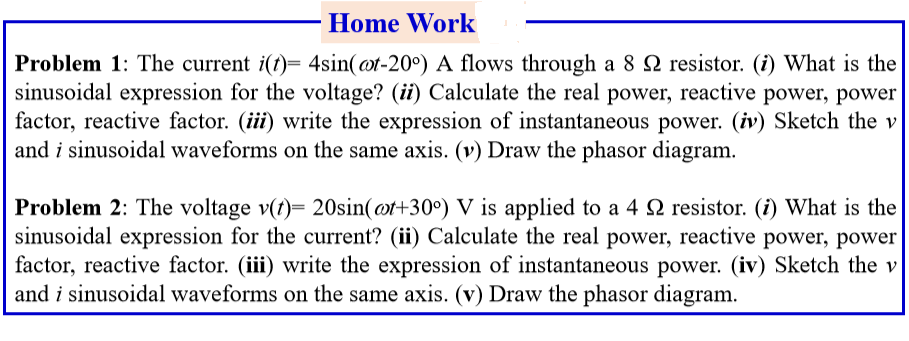 Home Work
Problem 1: The current i(t)= 4sin(ωt-20º) A flows through a 8 Ω resistor. (i) What is the
sinusoidal expression for the voltage? (ii) Calculate the real power, reactive power, power
factor, reactive factor. (iii) write the expression of instantaneous power. (iv) Sketch the v
and i sinusoidal waveforms on the same axis. (v) Draw the phasor diagram.
Problem 2: The voltage v(t)= 20sin(ωt+30º) V is applied to a 4 Ω resistor. (i) What is the
sinusoidal expression for the current? (ii) Calculate the real power, reactive power, power
factor, reactive factor. (iii) write the expression of instantaneous power. (iv) Sketch the v
and i sinusoidal waveforms on the same axis. (v) Draw the phasor diagram.